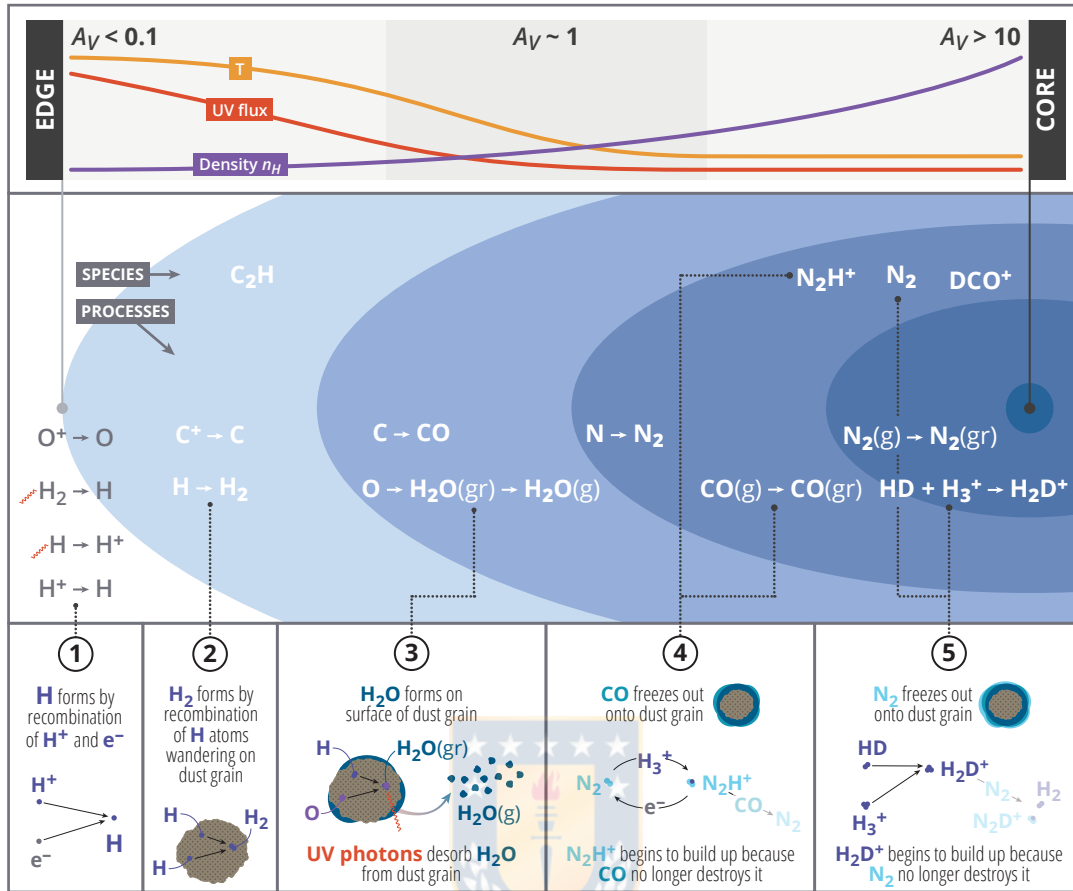 EDGE
A_V < 0.1
A_V ~ 1
A_V > 10
CORE
T
UV flux
Density n_H
SPECIES
PROCESSES
C₂H
N₂H⁺
N₂
DCO⁺
O⁺ → O
C⁺ → C
C → CO
N → N₂
N₂(g) → N₂(gr)
H₂ → H
H → H₂
O → H₂O(gr) → H₂O(g)
CO(g) → CO(gr)
HD + H₃⁺ → H₂D⁺
H → H⁺
H⁺ → H
1
H forms by
recombination
of H⁺ and e⁻
H⁺
e⁻
H
2
H₂ forms by
recombination
of H atoms
wandering on
dust grain
H
H
H₂
3
H₂O forms on
surface of dust grain
H
H₂O(gr)
O
H₂O(g)
UV photons desorb H₂O
from dust grain
4
CO freezes out
onto dust grain
H₃⁺
N₂
N₂H⁺
e⁻
CO
N₂
N₂H⁺ begins to build up because
CO no longer destroys it
5
N₂ freezes out
onto dust grain
HD
H₂D⁺
N₂
H₂
H₃⁺
N₂D⁺
H₂D⁺ begins to build up because
N₂ no longer destroys it